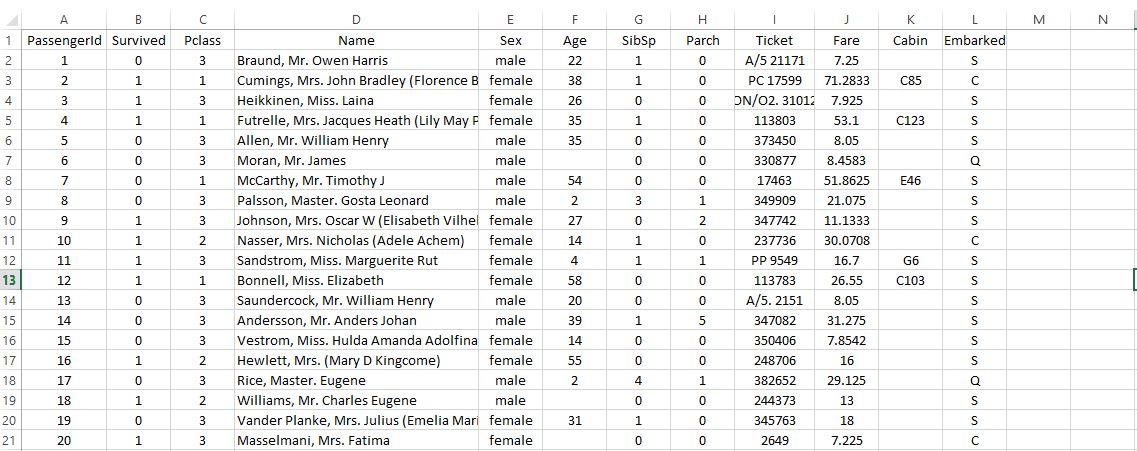 A B C D E F G H I J K L M N
1 PassengerId Survived Pclass Name Sex Age SibSp Parch Ticket Fare Cabin Embarked
2 1 0 3 Braund, Mr. Owen Harris male 22 1 0 A/5 21171 7.25 S
3 2 1 1 Cumings, Mrs. John Bradley (Florence B female 38 1 0 PC 17599 71.2833 C85 C
4 3 1 3 Heikkinen, Miss. Laina female 26 0 0 ON/O2. 31012 7.925 S
5 4 1 1 Futrelle, Mrs. Jacques Heath (Lily May P female 35 1 0 113803 53.1 C123 S
6 5 0 3 Allen, Mr. William Henry male 35 0 0 373450 8.05 S
7 6 0 3 Moran, Mr. James male 0 0 330877 8.4583 Q
8 7 0 1 McCarthy, Mr. Timothy J male 54 0 0 17463 51.8625 E46 S
9 8 0 3 Palsson, Master. Gosta Leonard male 2 3 1 349909 21.075 S
10 9 1 3 Johnson, Mrs. Oscar W (Elisabeth Vilhel female 27 0 2 347742 11.1333 S
11 10 1 2 Nasser, Mrs. Nicholas (Adele Achem) female 14 1 0 237736 30.0708 C
12 11 1 3 Sandstrom, Miss. Marguerite Rut female 4 1 1 PP 9549 16.7 G6 S
13 12 1 1 Bonnell, Miss. Elizabeth female 58 0 0 113783 26.55 C103 S
14 13 0 3 Saundercock, Mr. William Henry male 20 0 0 A/5. 2151 8.05 S
15 14 0 3 Andersson, Mr. Anders Johan male 39 1 5 347082 31.275 S
16 15 0 3 Vestrom, Miss. Hulda Amanda Adolfina female 14 0 0 350406 7.8542 S
17 16 1 2 Hewlett, Mrs. (Mary D Kingcome) female 55 0 0 248706 16 S
18 17 0 3 Rice, Master. Eugene male 2 4 1 382652 29.125 Q
19 18 1 2 Williams, Mr. Charles Eugene male 0 0 244373 13 S
20 19 0 3 Vander Planke, Mrs. Julius (Emelia Mari female 31 1 0 345763 18 S
21 20 1 3 Masselmani, Mrs. Fatima female 0 0 2649 7.225 C